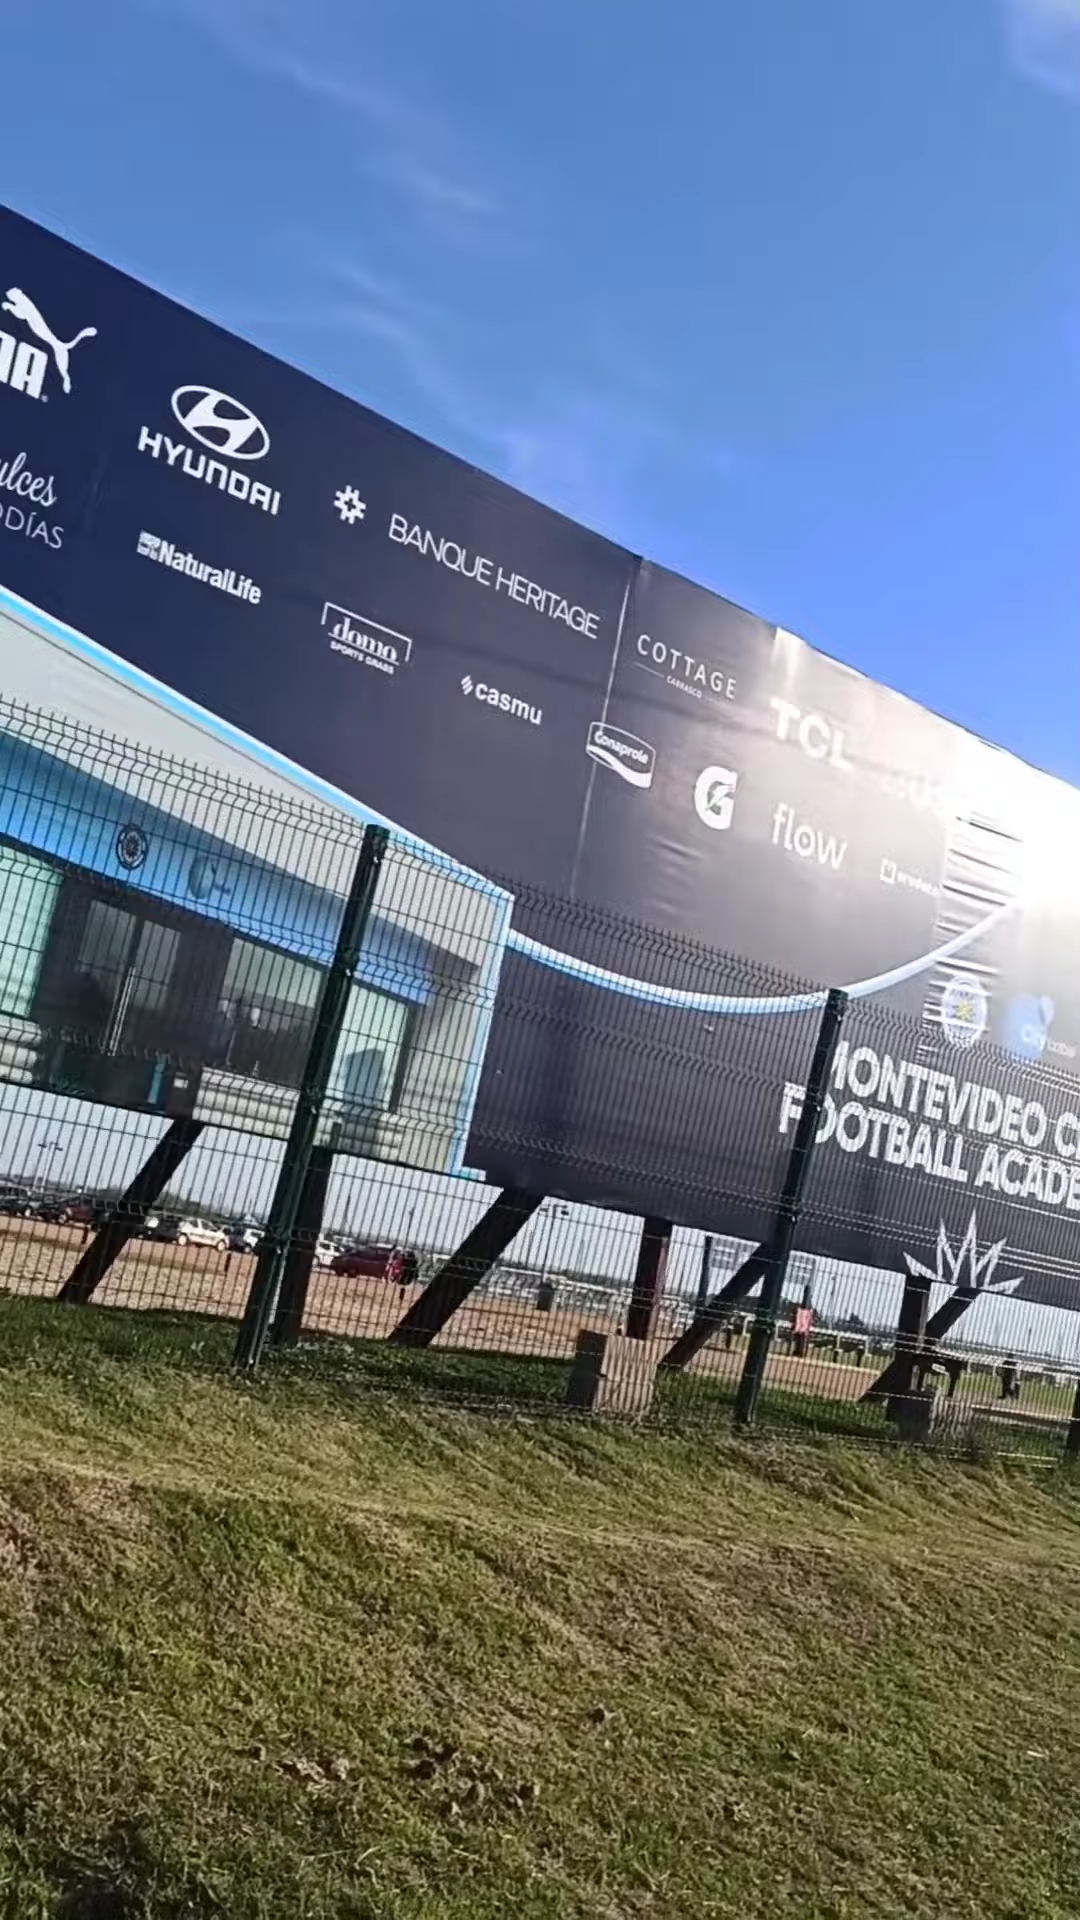 HYUNDAI
BANQUE HERITAGE
COTTAGE
CARRASCO
TCL
NaturalLife
domo
SPORTS GRASS
casmu
Conaprole
G
flow
MONTEVIDEO C
FOOTBALL ACADE